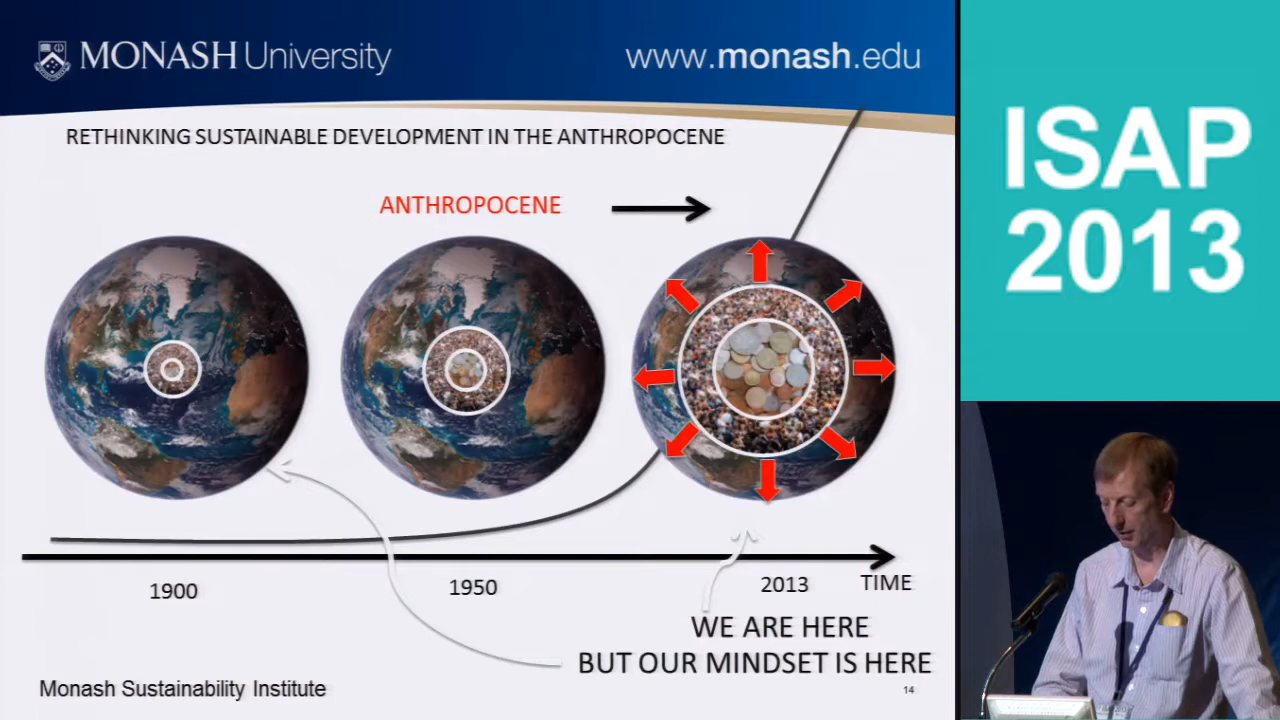 MONASH University
www.monash.edu
RETHINKING SUSTAINABLE DEVELOPMENT IN THE ANTHROPOCENE
ANTHROPOCENE
1900
1950
2013
TIME
WE ARE HERE
BUT OUR MINDSET IS HERE
Monash Sustainability Institute
14
ISAP
2013